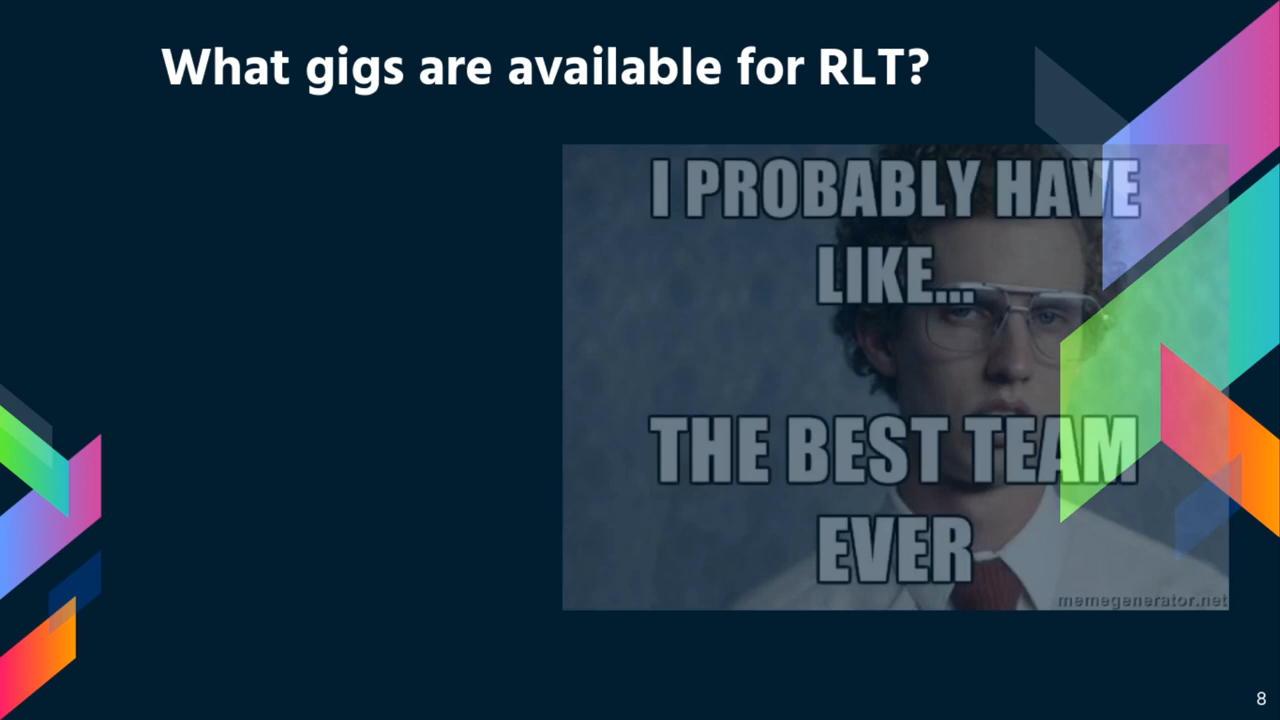 What gigs are available for RLT?
I PROBABLY HAVE
LIKE...
THE BEST TEAM
EVER
memegenerator.net
8